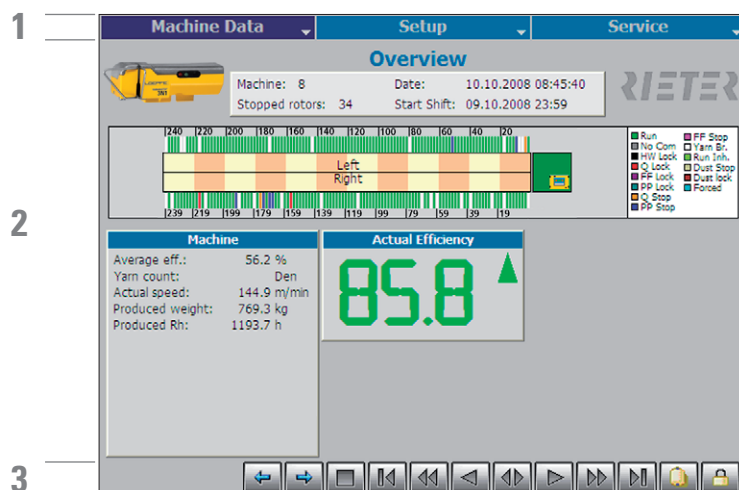 1
Machine Data Setup Service
Overview
Machine: 8 Date: 10.10.2008 08:45:40
Stopped rotors: 34 Start Shift: 09.10.2008 23:59
RIETER
|240 |220 |200 |180 |160 |140 |120 |100 |80 |60 |40 |20
Left
Right
|239 |219 |199 |179 |159 |139 |119 |99 |79 |59 |39 |19
Run FF Stop
No Com Yarn Br.
HW Lock Run Inh.
Q Lock Dust Stop
FF Lock Dust lock
PP Lock Forced
Q Stop
PP Stop
2
Machine
Average eff.: 56.2 %
Yarn count: Den
Actual speed: 144.9 m/min
Produced weight: 769.3 kg
Produced Rh: 1193.7 h
Actual Efficiency
85.8
3